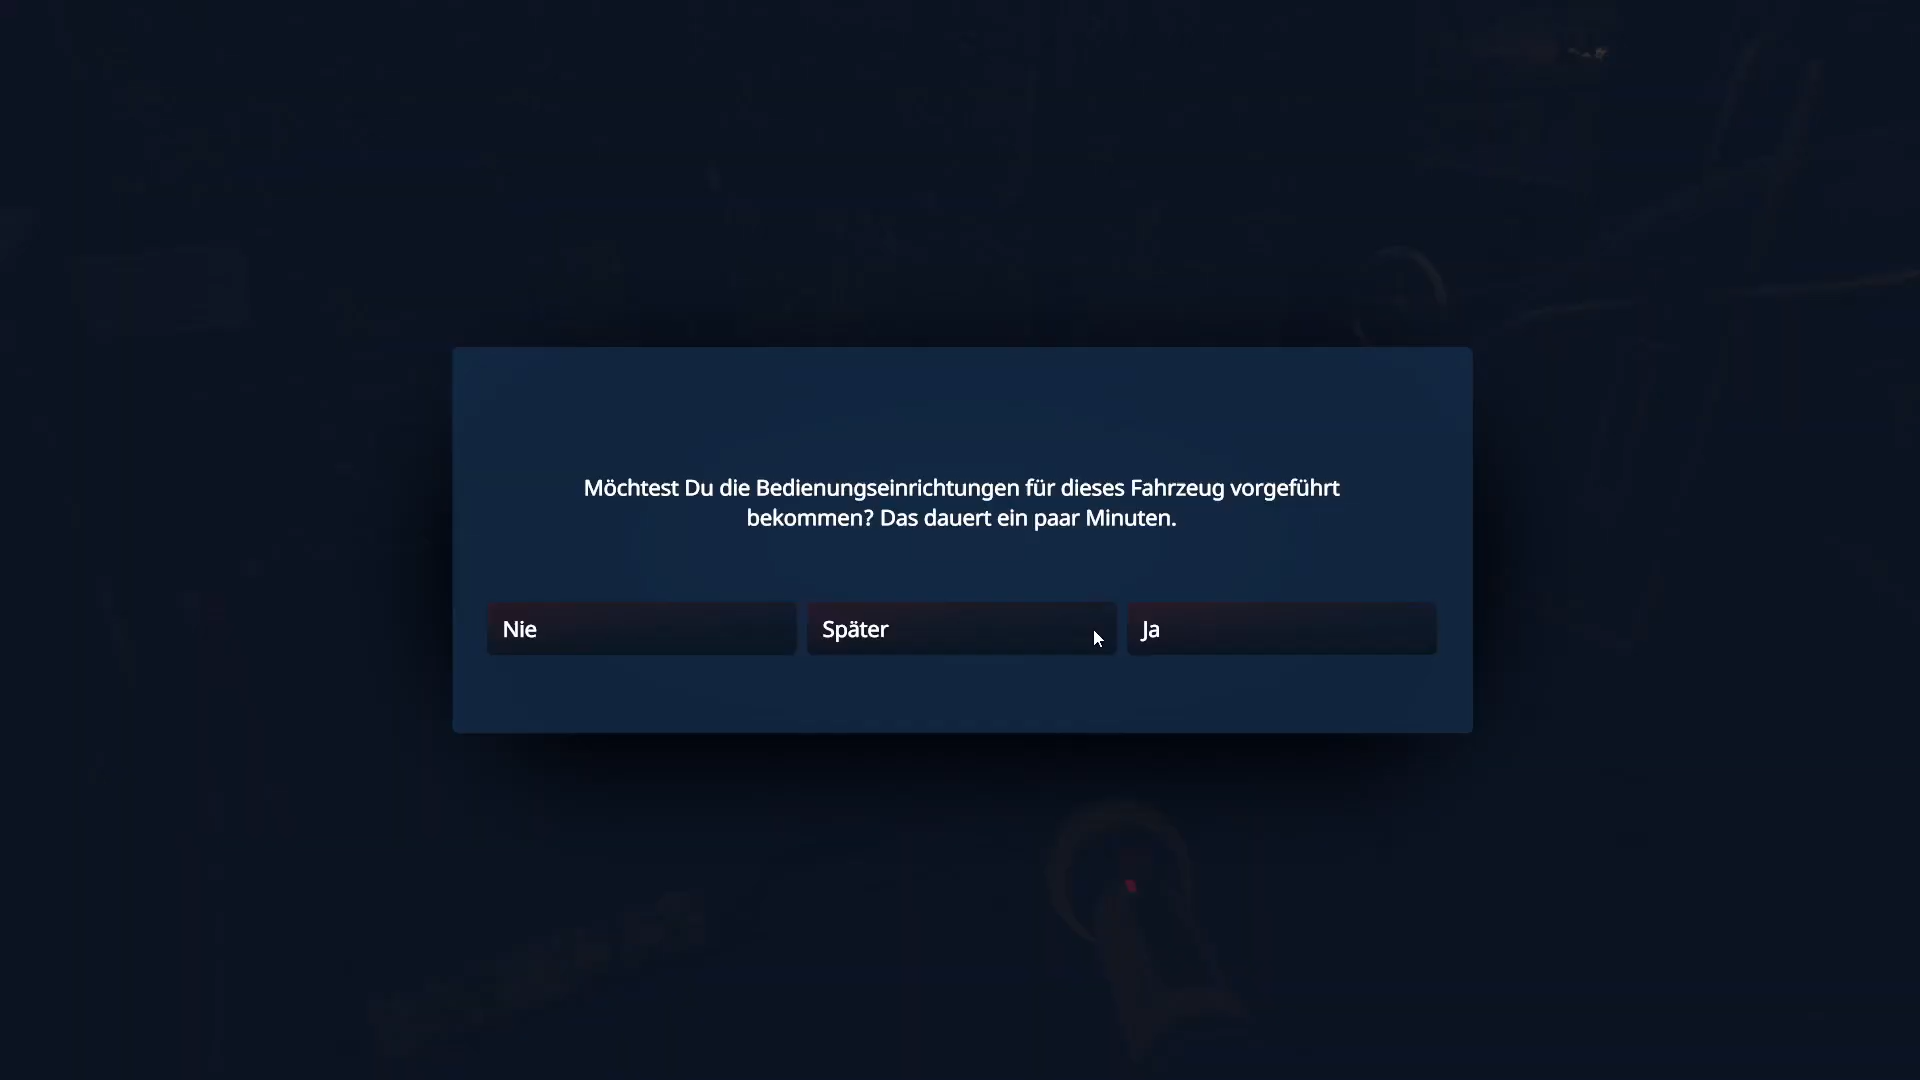 Möchtest Du die Bedienungseinrichtungen für dieses Fahrzeug vorgeführt
bekommen? Das dauert ein paar Minuten.
Nie
Später
Ja